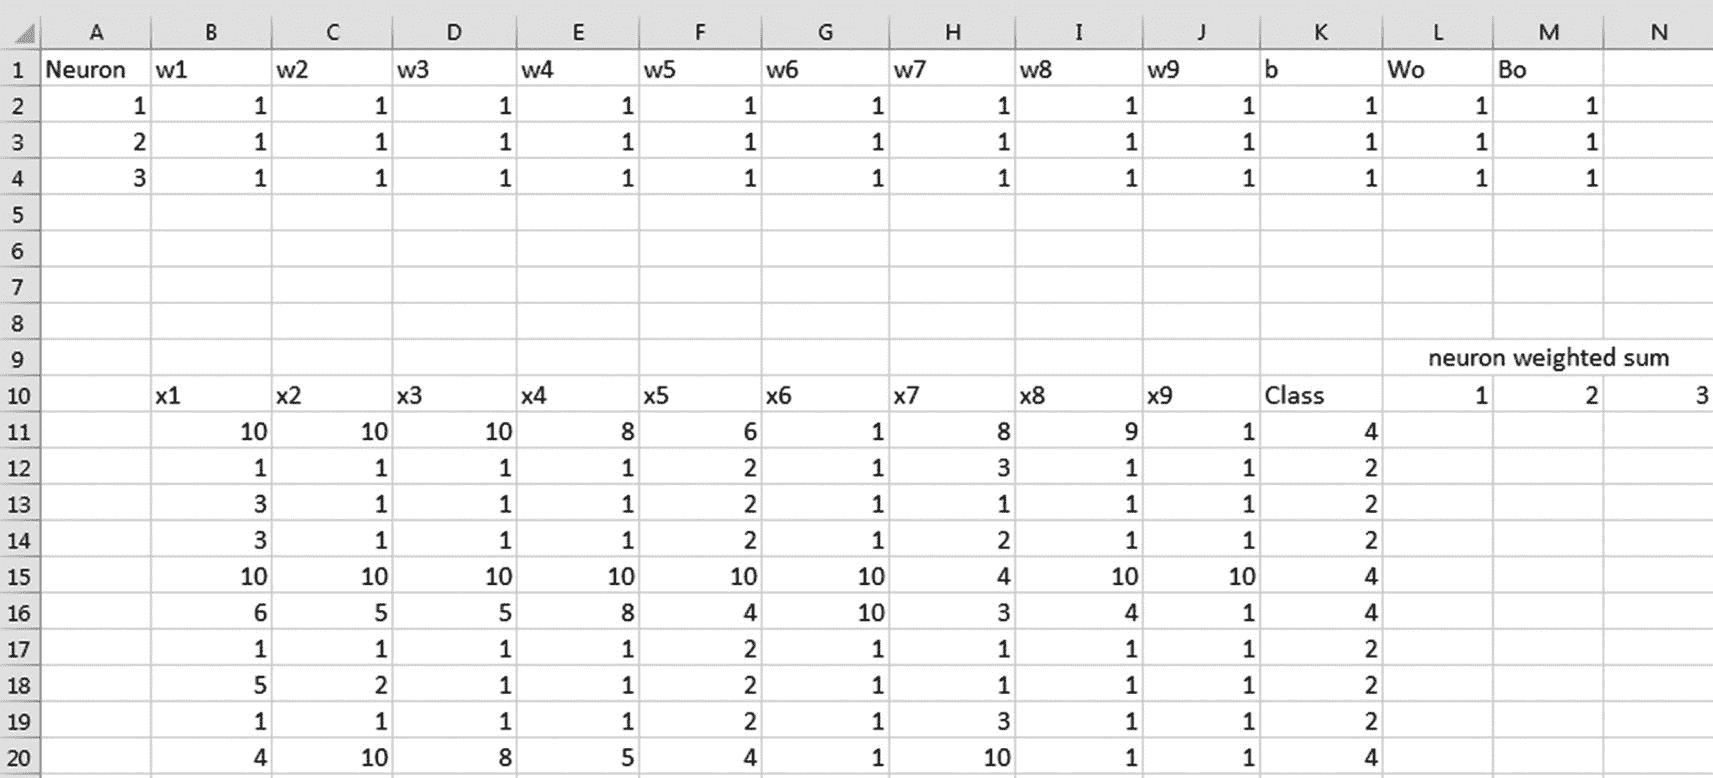 A B C D E F G H I J K L M N
1 Neuron w1 w2 w3 w4 w5 w6 w7 w8 w9 b Wo Bo
2 1 1 1 1 1 1 1 1 1 1 1 1 1
3 2 1 1 1 1 1 1 1 1 1 1 1 1
4 3 1 1 1 1 1 1 1 1 1 1 1 1
5
6
7
8
9 neuron weighted sum
10 x1 x2 x3 x4 x5 x6 x7 x8 x9 Class 1 2 3
11 10 10 10 8 6 1 8 9 1 4
12 1 1 1 1 2 1 3 1 1 2
13 3 1 1 1 2 1 1 1 1 2
14 3 1 1 1 2 1 2 1 1 2
15 10 10 10 10 10 10 4 10 10 4
16 6 5 5 8 4 10 3 4 1 4
17 1 1 1 1 2 1 1 1 1 2
18 5 2 1 1 2 1 1 1 1 2
19 1 1 1 1 2 1 3 1 1 2
20 4 10 8 5 4 1 10 1 1 4